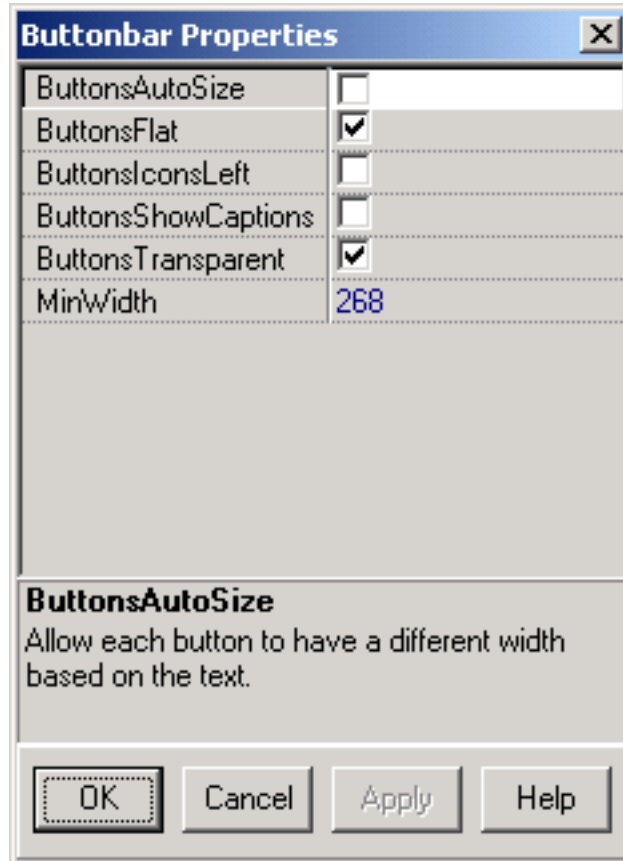 Buttonbar Properties
ButtonsAutoSize
ButtonsFlat
ButtonsIconsLeft
ButtonsShowCaptions
ButtonsTransparent
MinWidth 268
ButtonsAutoSize
Allow each button to have a different width
based on the text.
OK Cancel Apply Help